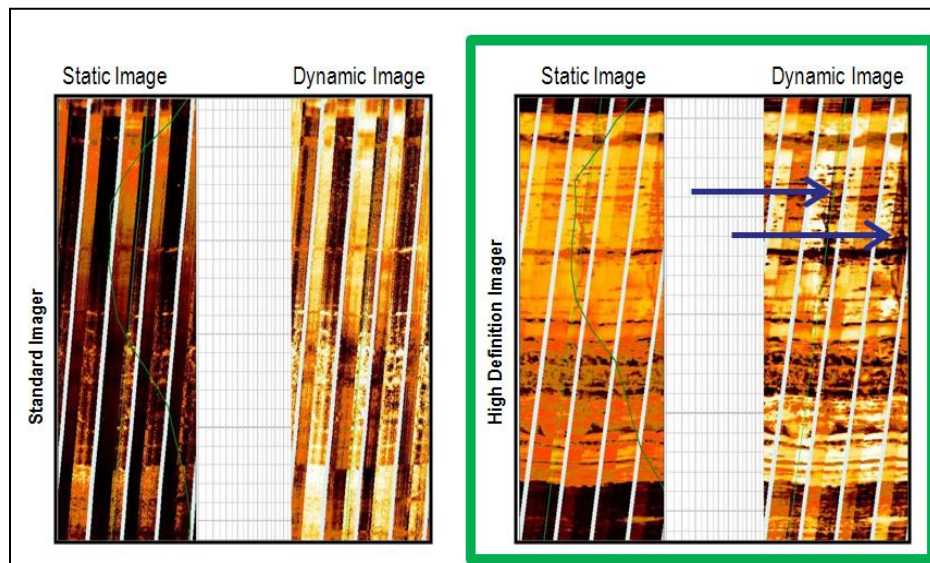 Static Image
Dynamic Image
Standard Imager
Static Image
Dynamic Image
High Definition Imager